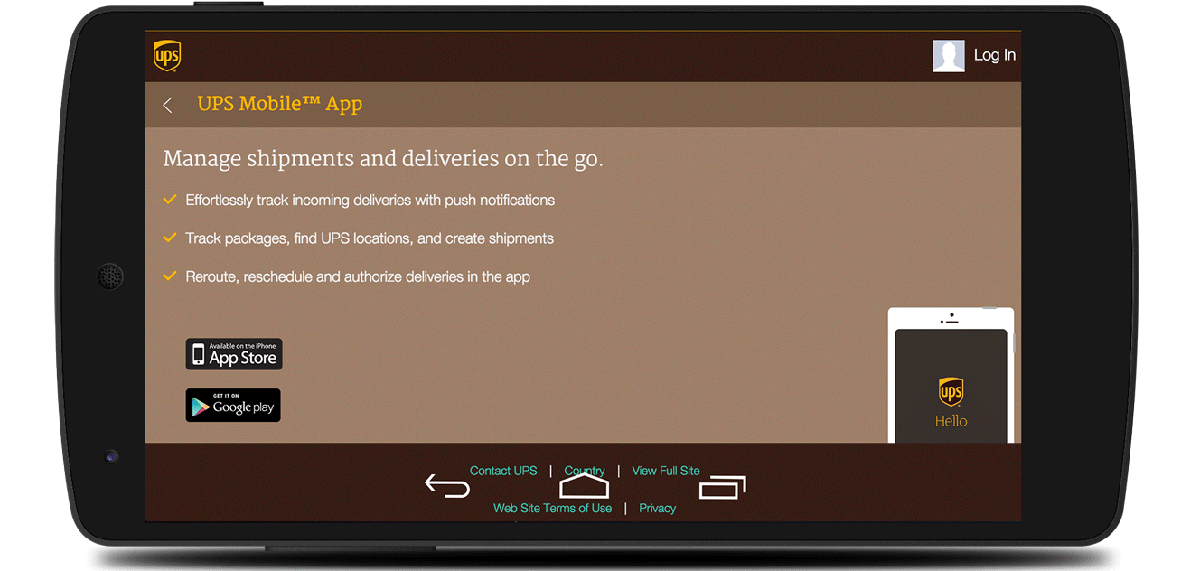 ups
Log In
UPS Mobile™ App
Manage shipments and deliveries on the go.
Effortlessly track incoming deliveries with push notifications
Track packages, find UPS locations, and create shipments
Reroute, reschedule and authorize deliveries in the app
Available on the iPhone
App Store
GET IT ON
Google play
ups
Hello
Contact UPS | Country | View Full Site
Web Site Terms of Use | Privacy